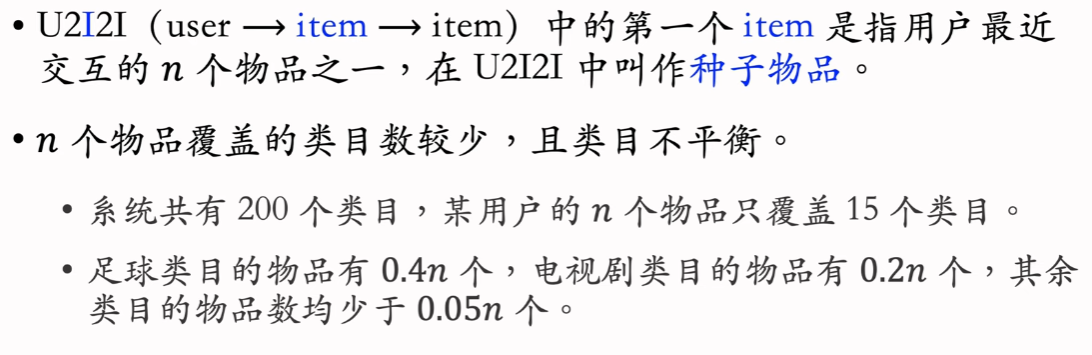 • U2I2I（user → item → item）中的第一个 item 是指用户最近
交互的 n 个物品之一，在 U2I2I 中叫作种子物品。
• n 个物品覆盖的类目数较少，且类目不平衡。
• 系统共有 200 个类目，某用户的 n 个物品只覆盖 15 个类目。
• 足球类目的物品有 0.4n 个，电视剧类目的物品有 0.2n 个，其余
类目的物品数均少于 0.05n 个。